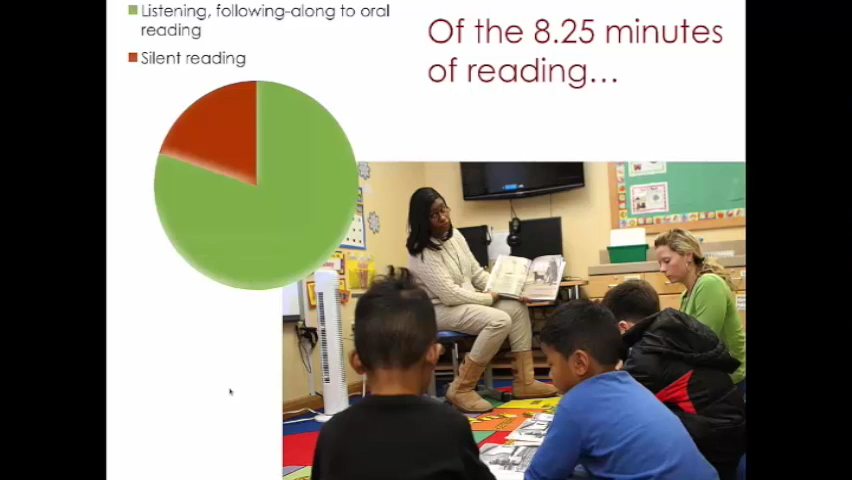 Listening, following-along to oral
reading
Silent reading
Of the 8.25 minutes
of reading…